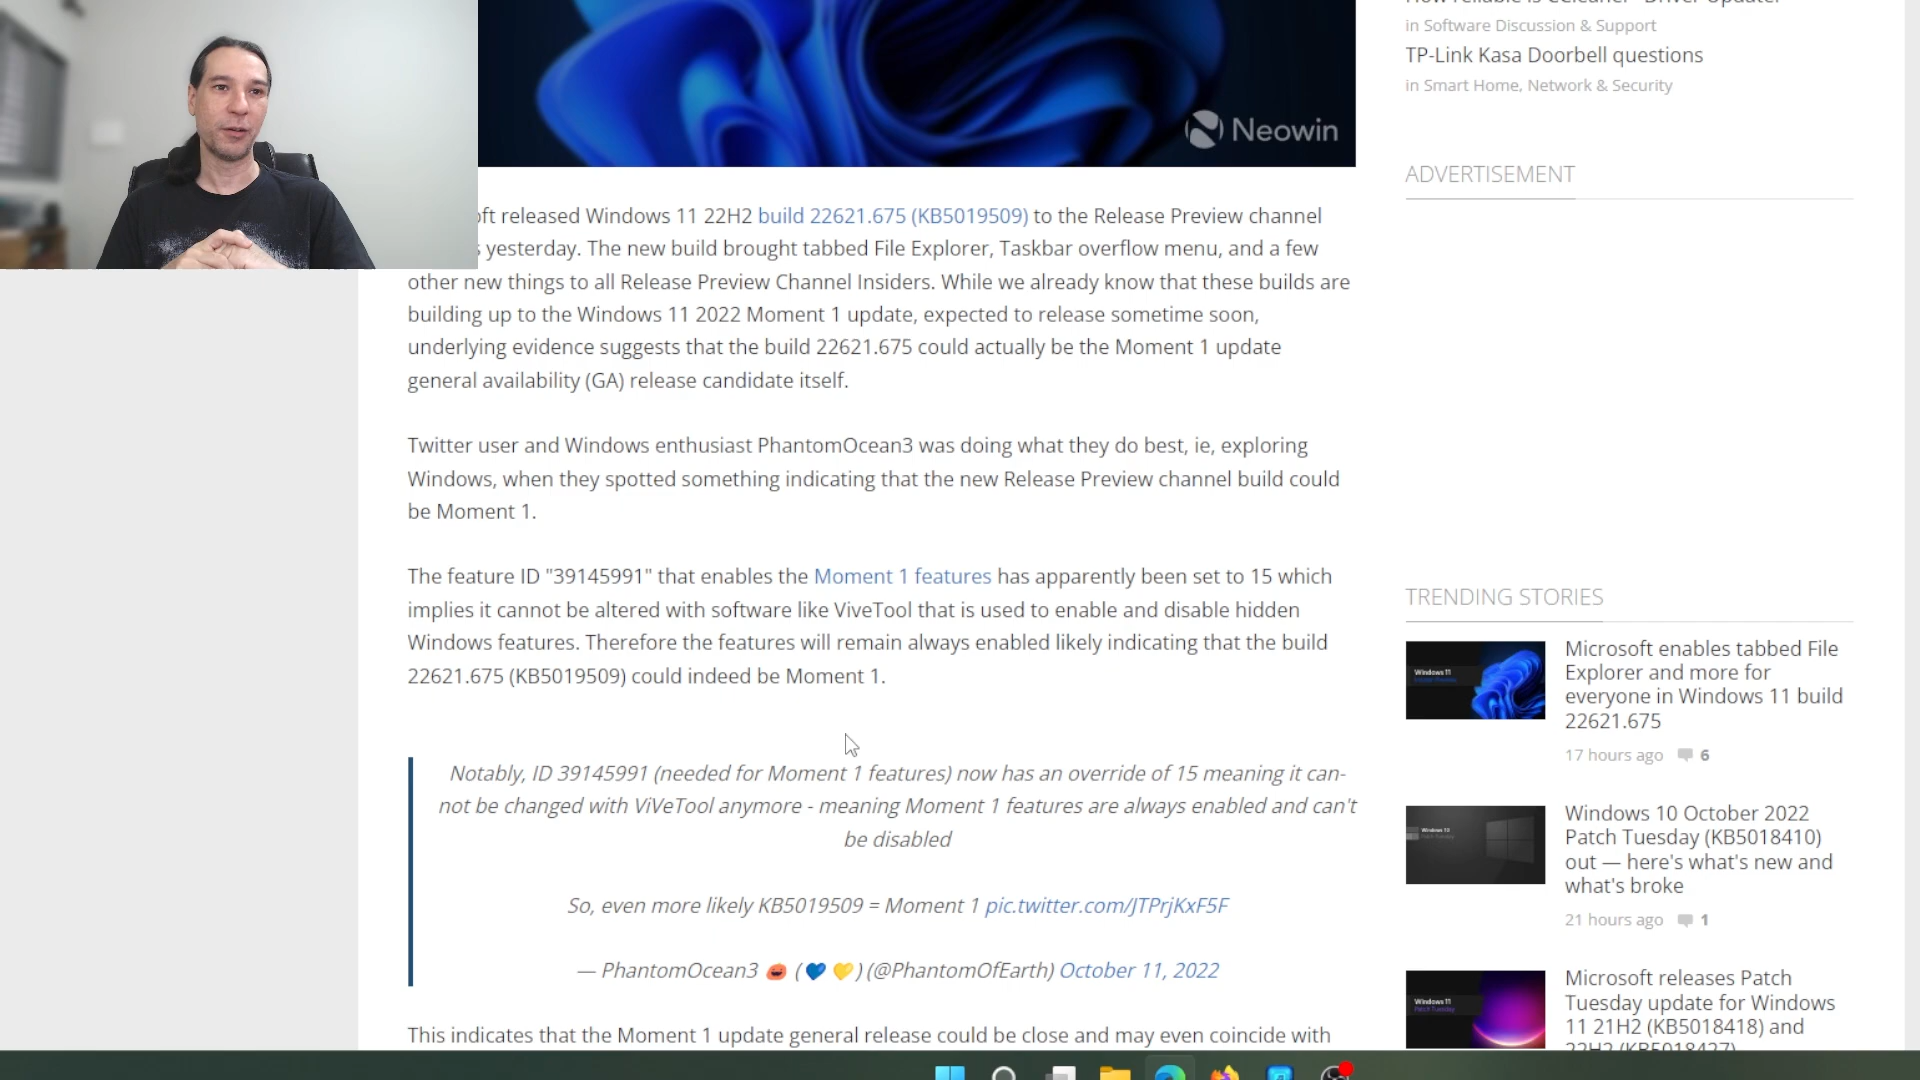 in Software Discussion & Support
TP-Link Kasa Doorbell questions
in Smart Home, Network & Security
Neowin
ADVERTISEMENT
released Windows 11 22H2 build 22621.675 (KB5019509) to the Release Preview channel
yesterday. The new build brought tabbed File Explorer, Taskbar overflow menu, and a few
other new things to all Release Preview Channel Insiders. While we already know that these builds are
building up to the Windows 11 2022 Moment 1 update, expected to release sometime soon,
underlying evidence suggests that the build 22621.675 could actually be the Moment 1 update
general availability (GA) release candidate itself.
Twitter user and Windows enthusiast PhantomOcean3 was doing what they do best, ie, exploring
Windows, when they spotted something indicating that the new Release Preview channel build could
be Moment 1.
The feature ID "39145991" that enables the Moment 1 features has apparently been set to 15 which
implies it cannot be altered with software like ViveTool that is used to enable and disable hidden
Windows features. Therefore the features will remain always enabled likely indicating that the build
22621.675 (KB5019509) could indeed be Moment 1.
Notably, ID 39145991 (needed for Moment 1 features) now has an override of 15 meaning it can-
not be changed with ViVeTool anymore - meaning Moment 1 features are always enabled and can't
be disabled
So, even more likely KB5019509 = Moment 1 pic.twitter.com/JTPrjKxF5F
— PhantomOcean3 🎃 (💙 💛) (@PhantomOfEarth) October 11, 2022
This indicates that the Moment 1 update general release could be close and may even coincide with
TRENDING STORIES
Windows 11
Microsoft enables tabbed File
Explorer and more for
everyone in Windows 11 build
22621.675
17 hours ago 6
Windows 10
Windows 10 October 2022
Patch Tuesday (KB5018410)
out — here's what's new and
what's broke
21 hours ago 1
Windows 11
Patch Tuesday
Microsoft releases Patch
Tuesday update for Windows
11 21H2 (KB5018418) and
22H2 (KB5018427)